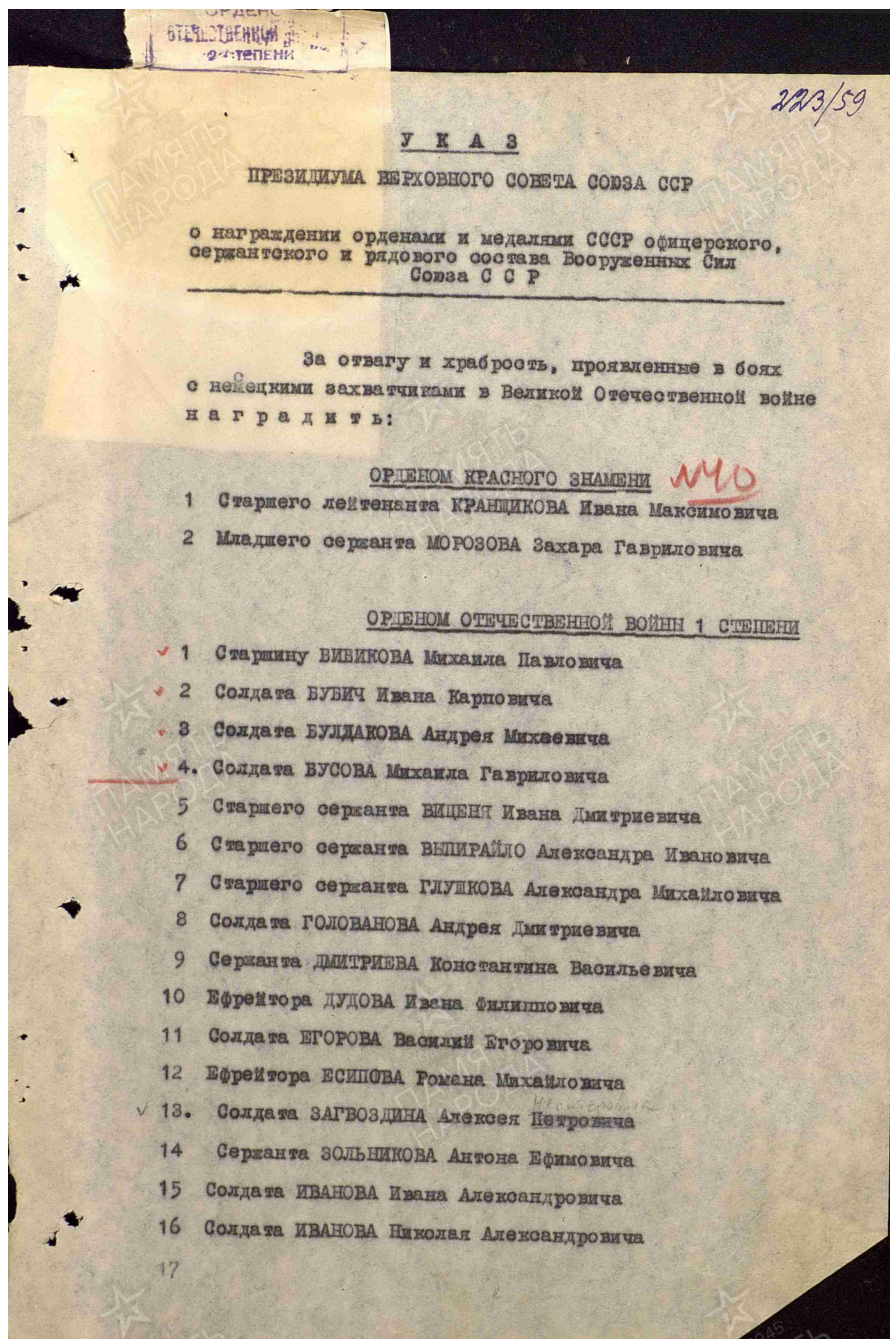 ОРДЕНО
ОТЕЧЕСТВЕННОЙ
СТЕПЕНИ
223/59
У К А З
ПРЕЗИДИУМА ВЕРХОВНОГО СОВЕТА СОЮЗА ССР
о награждении орденами и медалями СССР офицерского,
сержантского и рядового состава Вооруженных Сил
Союза С С Р
За отвагу и храбрость, проявленные в боях
с немецкими захватчиками в Великой Отечественной войне
н а г р а д и т ь:
ОРДЕНОМ КРАСНОГО ЗНАМЕНИ
1 Старшего лейтенанта КРАНЩИКОВА Ивана Максимовича
2 Младшего сержанта МОРОЗОВА Захара Гавриловича
ОРДЕНОМ ОТЕЧЕСТВЕННОЙ ВОЙНЫ 1 СТЕПЕНИ
1 Старшину БИБИКОВА Михаила Павловича
2 Солдата БУБИЧ Ивана Карповича
3 Солдата БУЛДАКОВА Андрея Михеевича
4. Солдата БУСОВА Михаила Гавриловича
5 Старшего сержанта ВИЦЕНЯ Ивана Дмитриевича
6 Старшего сержанта ВЫПИРАЙЛО Александра Ивановича
7 Старшего сержанта ГЛУШКОВА Александра Михайловича
8 Солдата ГОЛОВАНОВА Андрея Дмитриевича
9 Сержанта ДМИТРИЕВА Константина Васильевича
10 Ефрейтора ДУДОВА Ивана Филипповича
11 Солдата ЕГОРОВА Василий Егоровича
12 Ефрейтора ЕСИПОВА Романа Михайловича
13. Солдата ЗАГВОЗДИНА Алексея Петровича
14 Сержанта ЗОЛЬНИКОВА Антона Ефимовича
15 Солдата ИВАНОВА Ивана Александровича
16 Солдата ИВАНОВА Николая Александровича
17
ПАМЯТЬ НАРОДА